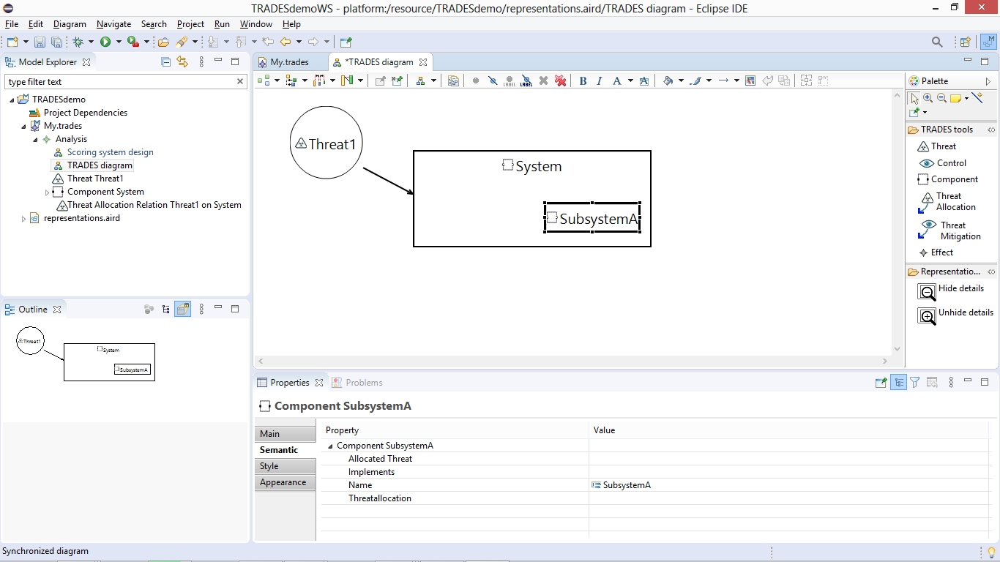 TRADESdemoWS - platform:/resource/TRADESdemo/representations.aird/TRADES diagram - Eclipse IDE
File Edit Diagram Navigate Search Project Run Window Help
Model Explorer
type filter text
TRADESdemo
Project Dependencies
My.trades
Analysis
Scoring system design
TRADES diagram
Threat Threat1
Component System
Threat Allocation Relation Threat1 on System
representations.aird
Outline
Threat1
System
SubsystemA
My.trades
*TRADES diagram
LABEL LABEL B I A A
Threat1
System
SubsystemA
Palette
TRADES tools
Threat
Control
Component
Threat
Allocation
Threat
Mitigation
Effect
Representatio...
Hide details
Unhide details
Properties
Problems
Component SubsystemA
Main
Semantic
Style
Appearance
Property Value
Component SubsystemA
Allocated Threat
Implements
Name SubsystemA
Threatallocation
Synchronized diagram